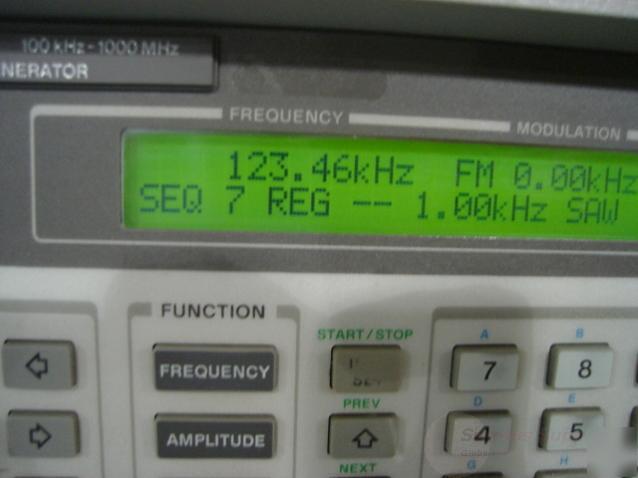 100 kHz - 1000 MHz
NERATOR
FREQUENCY
MODULATION
123.46kHz FM 0.00kHz
SEQ 7 REG -- 1.00kHz SAW
FUNCTION
START/STOP
A
B
FREQUENCY
7
8
PREV
D
E
AMPLITUDE
4
5
NEXT
G
H